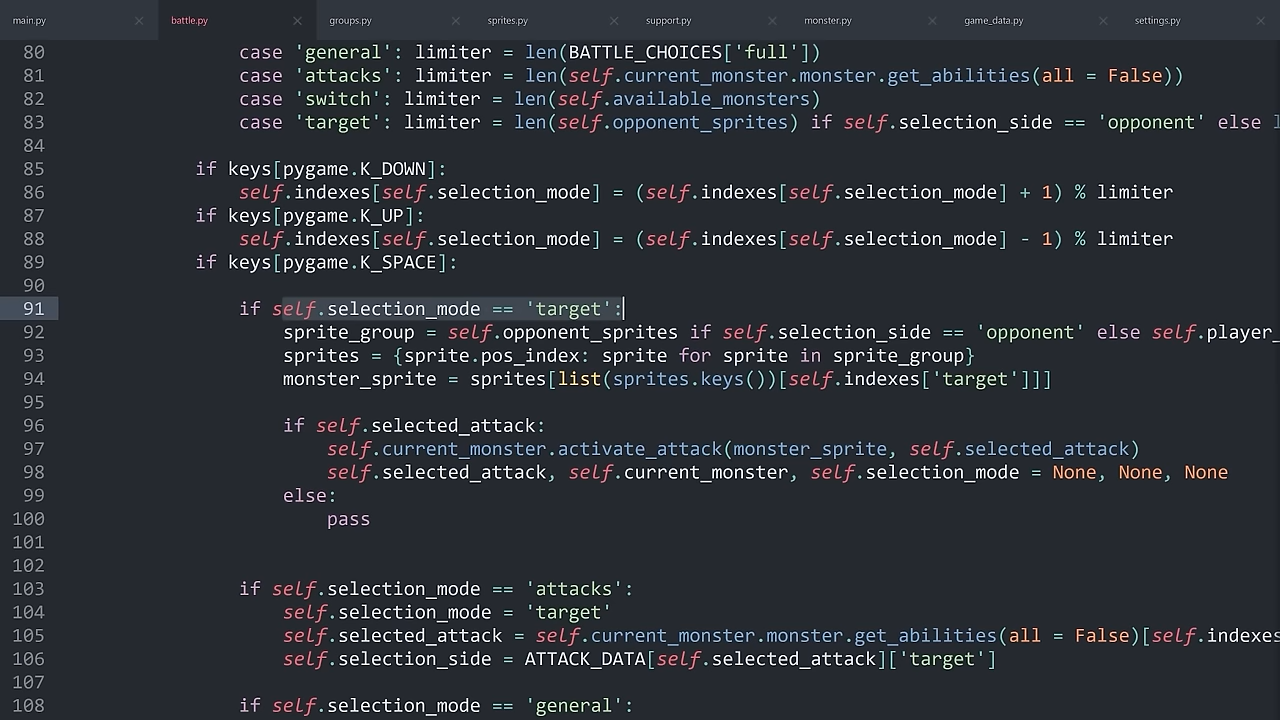 main.py battle.py groups.py sprites.py support.py monster.py game_data.py settings.py
80 case 'general': limiter = len(BATTLE_CHOICES['full'])
81 case 'attacks': limiter = len(self.current_monster.monster.get_abilities(all = False))
82 case 'switch': limiter = len(self.available_monsters)
83 case 'target': limiter = len(self.opponent_sprites) if self.selection_side == 'opponent' else
84
85 if keys[pygame.K_DOWN]:
86 self.indexes[self.selection_mode] = (self.indexes[self.selection_mode] + 1) % limiter
87 if keys[pygame.K_UP]:
88 self.indexes[self.selection_mode] = (self.indexes[self.selection_mode] - 1) % limiter
89 if keys[pygame.K_SPACE]:
90
91 if self.selection_mode == 'target':
92 sprite_group = self.opponent_sprites if self.selection_side == 'opponent' else self.player_
93 sprites = {sprite.pos_index: sprite for sprite in sprite_group}
94 monster_sprite = sprites[list(sprites.keys())[self.indexes['target']]]
95
96 if self.selected_attack:
97 self.current_monster.activate_attack(monster_sprite, self.selected_attack)
98 self.selected_attack, self.current_monster, self.selection_mode = None, None, None
99 else:
100 pass
101
102
103 if self.selection_mode == 'attacks':
104 self.selection_mode = 'target'
105 self.selected_attack = self.current_monster.monster.get_abilities(all = False)[self.indexes
106 self.selection_side = ATTACK_DATA[self.selected_attack]['target']
107
108 if self.selection_mode == 'general':